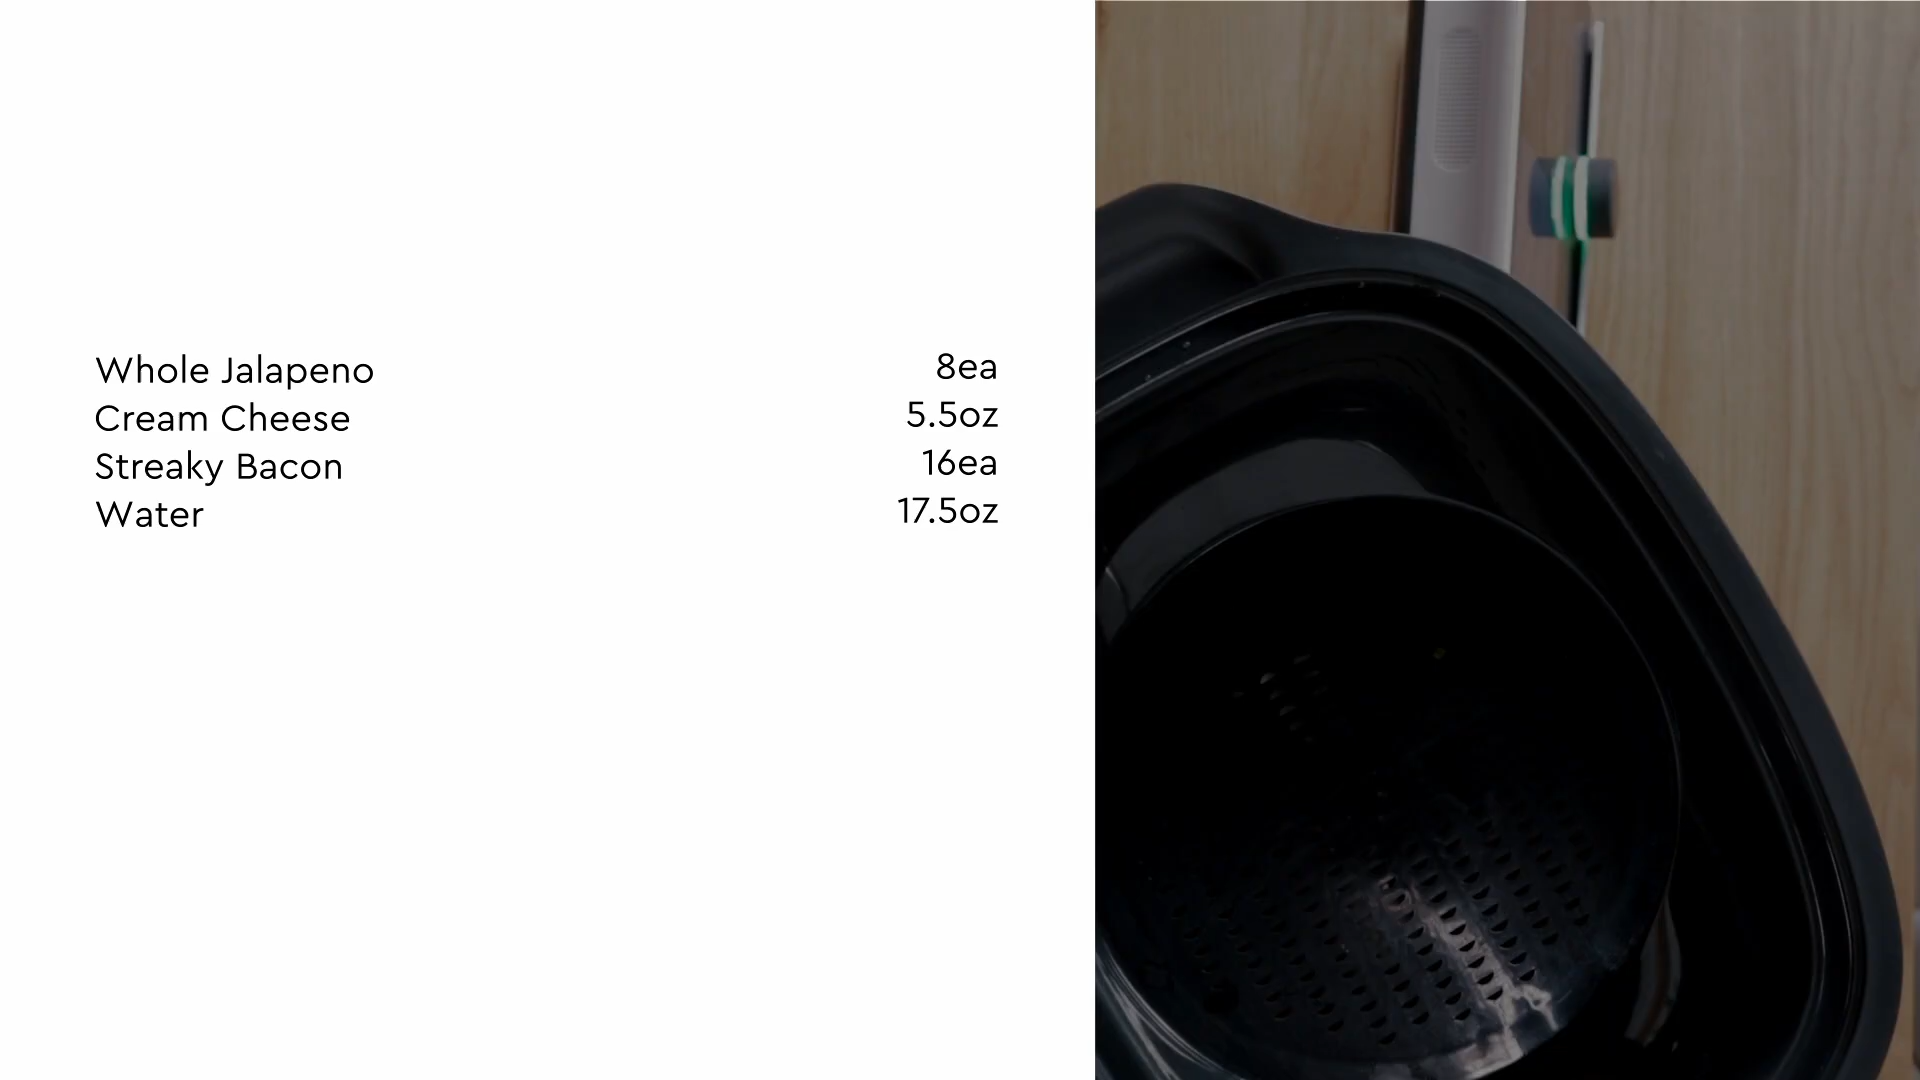 Whole Jalapeno 8ea
Cream Cheese 5.5oz
Streaky Bacon 16ea
Water 17.5oz